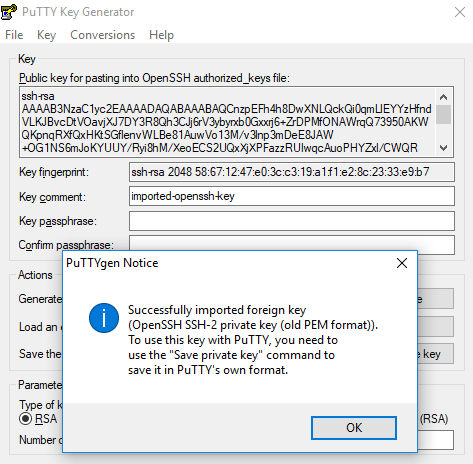 PuTTY Key Generator
File Key Conversions Help
Key
Public key for pasting into OpenSSH authorized_keys file:
ssh-rsa
AAAAB3NzaC1yc2EAAAADAQABAAABAQCnzpEFh4h8DwXNLQckQi0qmUEYYzHfnd
VLKJBvcDtVOavjXJ7DY3R8Qh3CJj6rV3ybyrxb0Gxxrj6+ZrDPMfONAWrqQ73950AKW
QKpnqRXfQxHKtSGflenvWLBe81AuwVo13M/v3lnp3mDeE8JAW
+OG1NS6mJoKYUUY/Ryi8hM/XeoECS2UQxXjXPFazzRUIwqcAuoPHYZxl/CWQR
Key fingerprint:
ssh-rsa 2048 58:67:12:47:e0:3c:c3:19:a1:f1:e2:8c:23:33:e9:b7
Key comment:
imported-openssh-key
Key passphrase:
Confirm passphrase:
PuTTYgen Notice
Successfully imported foreign key
(OpenSSH SSH-2 private key (old PEM format)).
To use this key with PuTTY, you need to
use the "Save private key" command to
save it in PuTTY's own format.
OK
Actions
Generate
Load an e
Save the
e key
Parame
Type of k
RSA
(RSA)
Number o